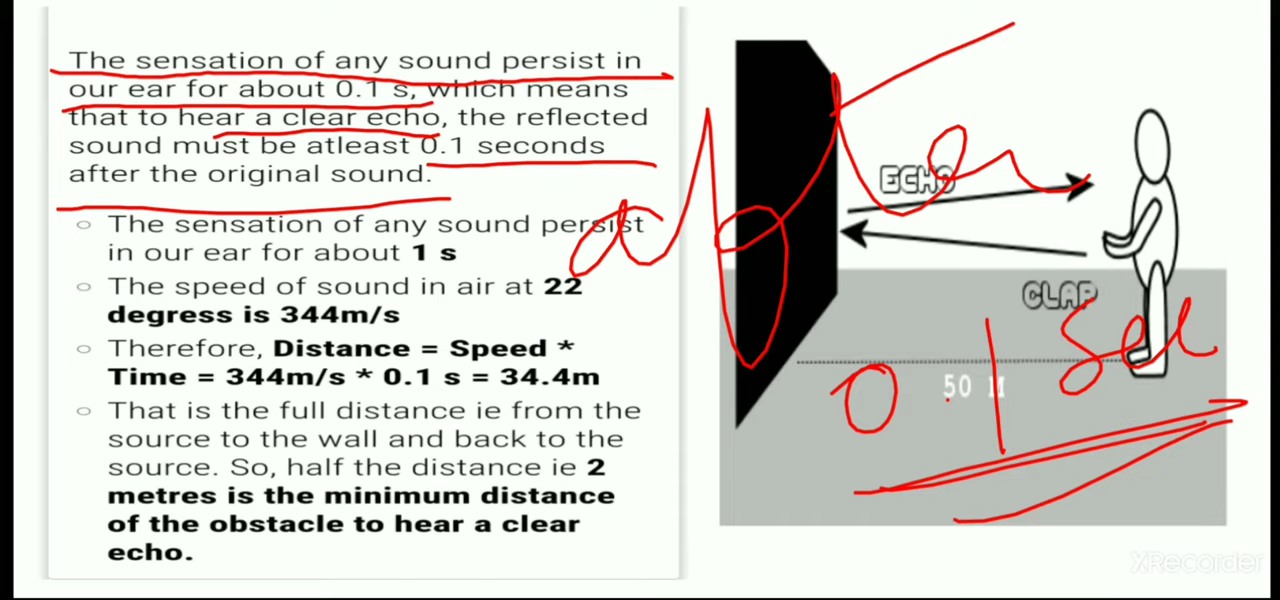 The sensation of any sound persist in
our ear for about 0.1 s, which means
that to hear a clear echo, the reflected
sound must be atleast 0.1 seconds
after the original sound.
The sensation of any sound persist
in our ear for about 1 s
The speed of sound in air at 22
degress is 344m/s
Therefore, Distance = Speed *
Time = 344m/s * 0.1 s = 34.4m
That is the full distance ie from the
source to the wall and back to the
source. So, half the distance ie 2
metres is the minimum distance
of the obstacle to hear a clear
echo.
ECHO
CLAP
50 M
after
0.1 Sec
XRecorder